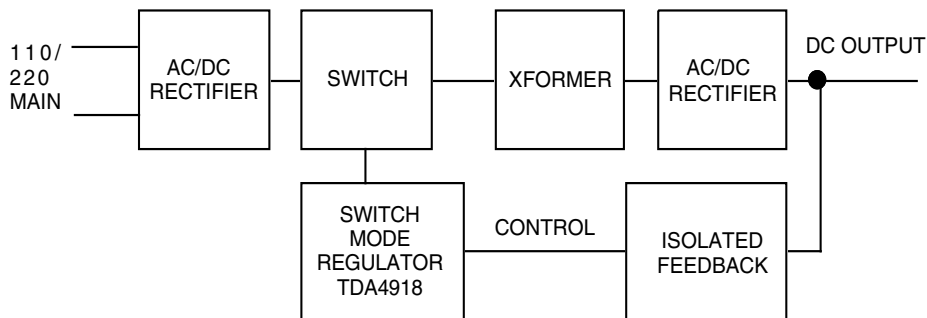 110/
220
MAIN
AC/DC
RECTIFIER
SWITCH
XFORMER
AC/DC
RECTIFIER
DC OUTPUT
SWITCH
MODE
REGULATOR
TDA4918
CONTROL
ISOLATED
FEEDBACK